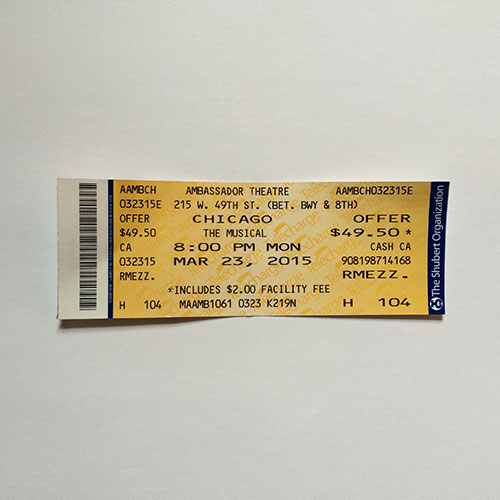 AAMBCH AMBASSADOR THEATRE AAMBCH032315E
032315E 215 W. 49TH ST. (BET. BWY & 8TH)
OFFER CHICAGO OFFER
$49.50 THE MUSICAL $49.50 *
CA 8:00 PM MON CASH CA
032315 MAR 23, 2015 908198714168
RMEZZ. RMEZZ.
*INCLUDES $2.00 FACILITY FEE
H 104 MAAMB1061 0323 K219N H 104
The Shubert Organization